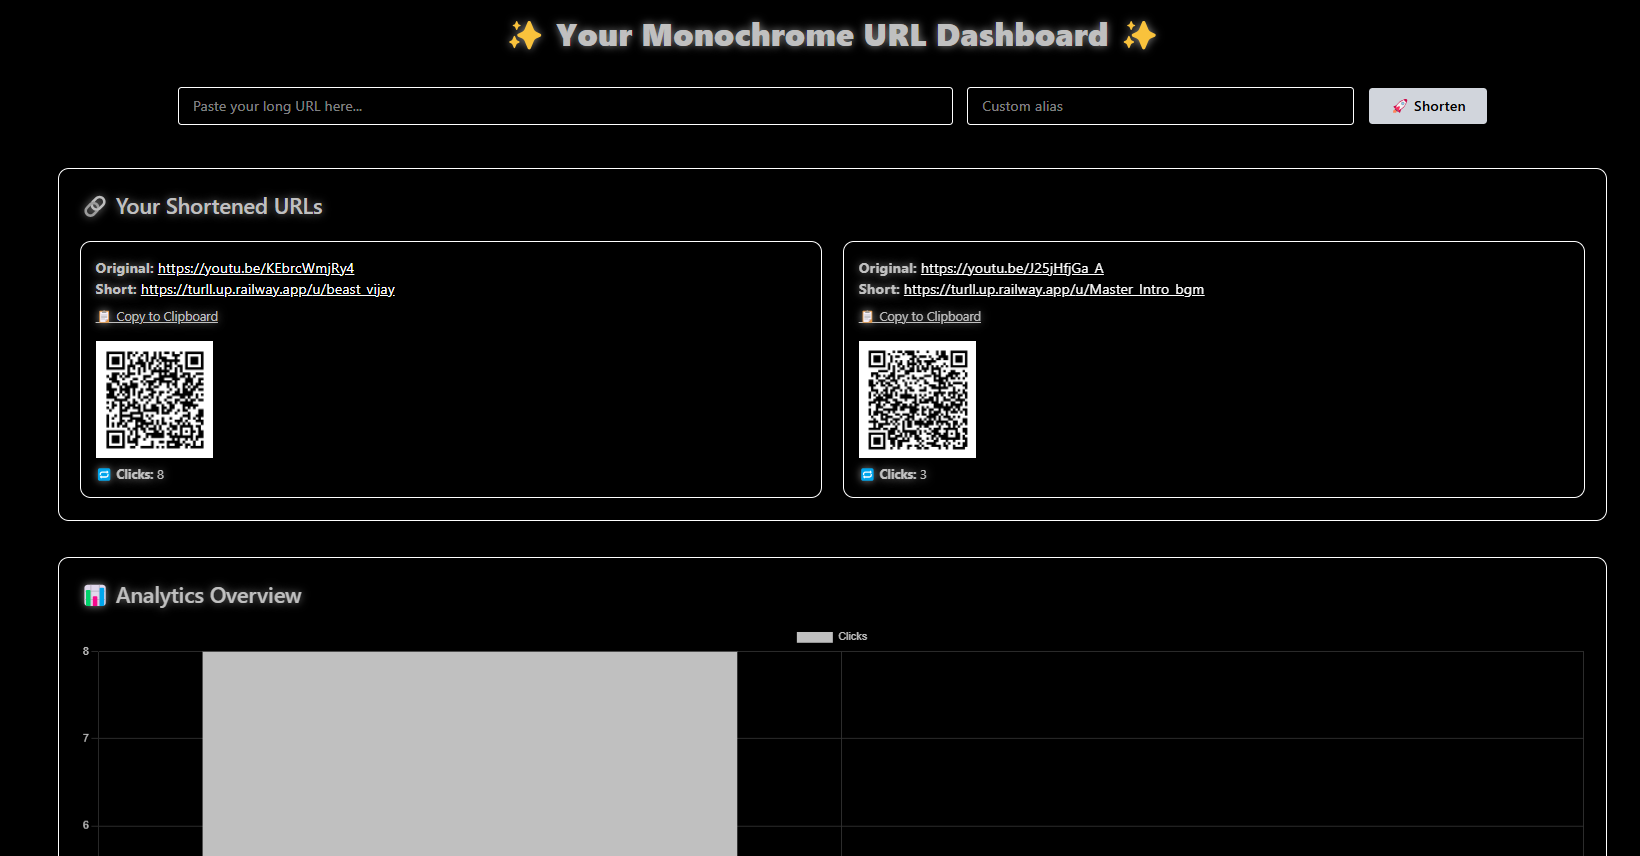 ✨ Your Monochrome URL Dashboard ✨
Paste your long URL here...
Custom alias
🚀 Shorten
🔗 Your Shortened URLs
Original: https://youtu.be/KEbrcWmjRy4
Short: https://turll.up.railway.app/u/beast_vijay
📋 Copy to Clipboard
🔁 Clicks: 8
Original: https://youtu.be/J25jHfjGa_A
Short: https://turll.up.railway.app/u/Master_Intro_bgm
📋 Copy to Clipboard
🔁 Clicks: 3
📊 Analytics Overview
Clicks
8
7
6